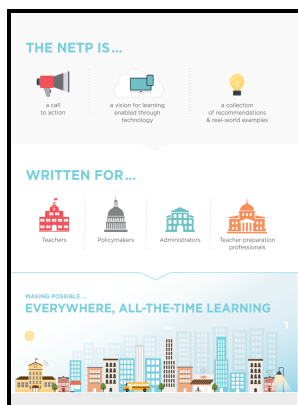 THE NETP IS...
a call
to action
a vision for learning
enabled through
technology
a collection
of recommendations
& real-world examples
WRITTEN FOR...
Teachers
Policymakers
Administrators
Teacher preparation
professionals
MAKING POSSIBLE ...
EVERYWHERE, ALL-THE-TIME LEARNING